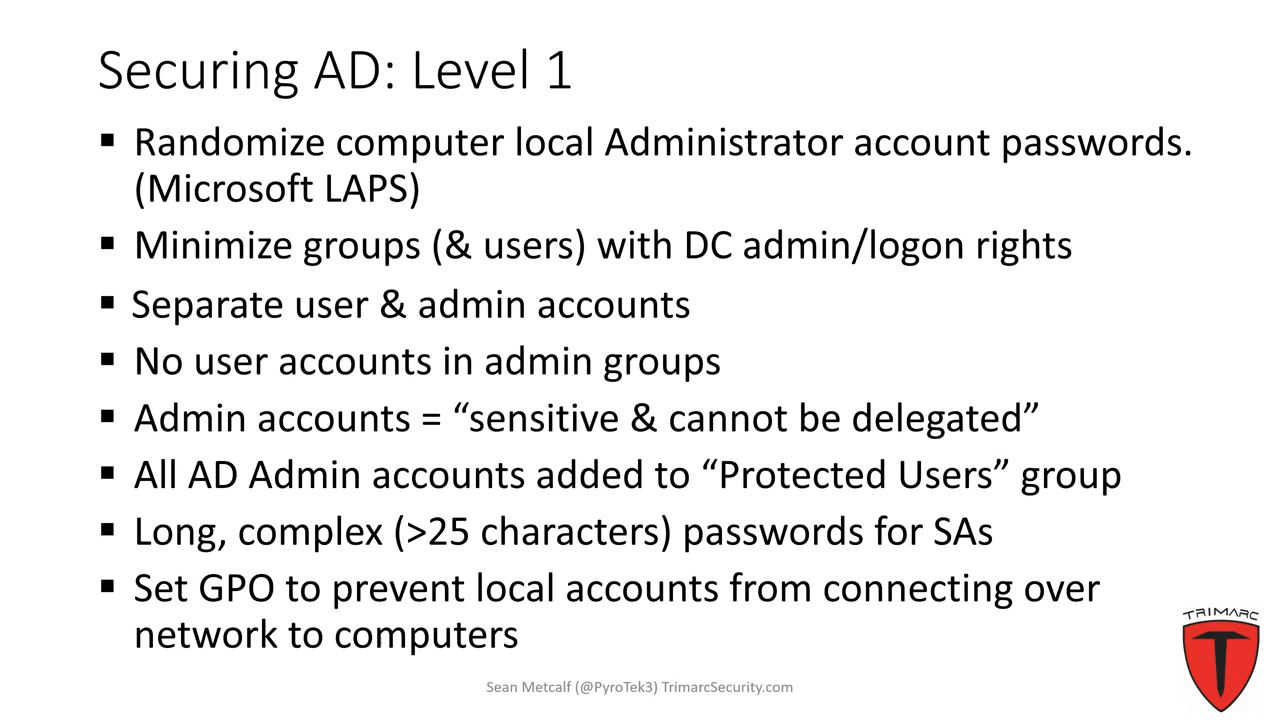 Securing AD: Level 1
▪ Randomize computer local Administrator account passwords.
(Microsoft LAPS)
▪ Minimize groups (& users) with DC admin/logon rights
▪ Separate user & admin accounts
▪ No user accounts in admin groups
▪ Admin accounts = “sensitive & cannot be delegated”
▪ All AD Admin accounts added to “Protected Users” group
▪ Long, complex (>25 characters) passwords for SAs
▪ Set GPO to prevent local accounts from connecting over
network to computers
TRIMARC
Sean Metcalf (@PyroTek3) TrimarcSecurity.com